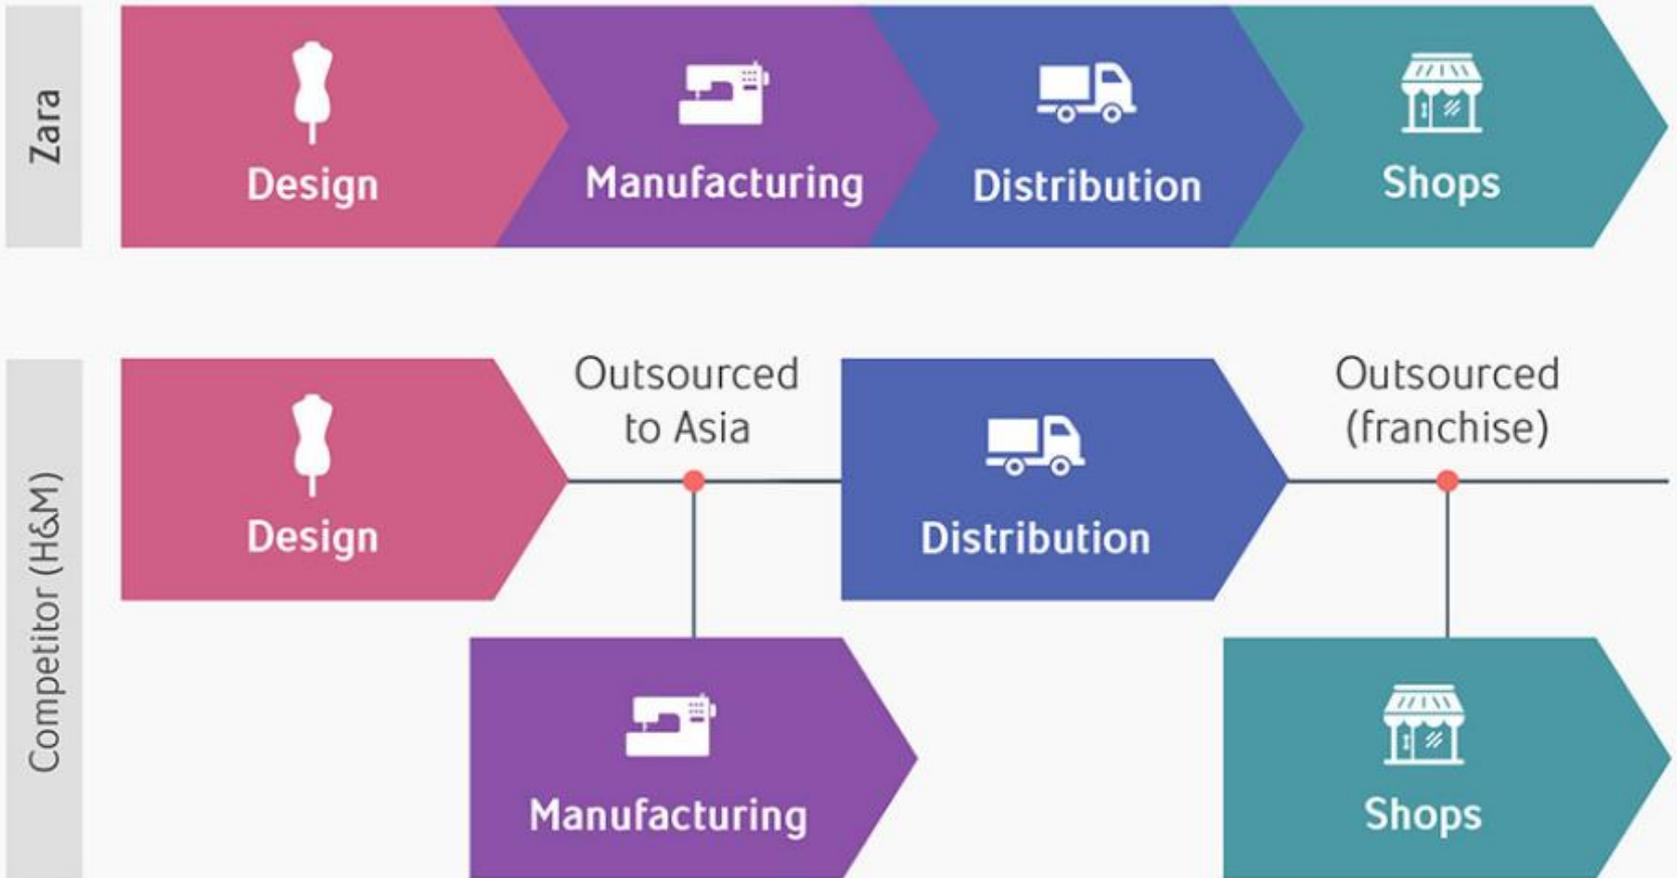 Zara
Design
Manufacturing
Distribution
Shops
Competitor (H&M)
Design
Outsourced
to Asia
Manufacturing
Distribution
Outsourced
(franchise)
Shops